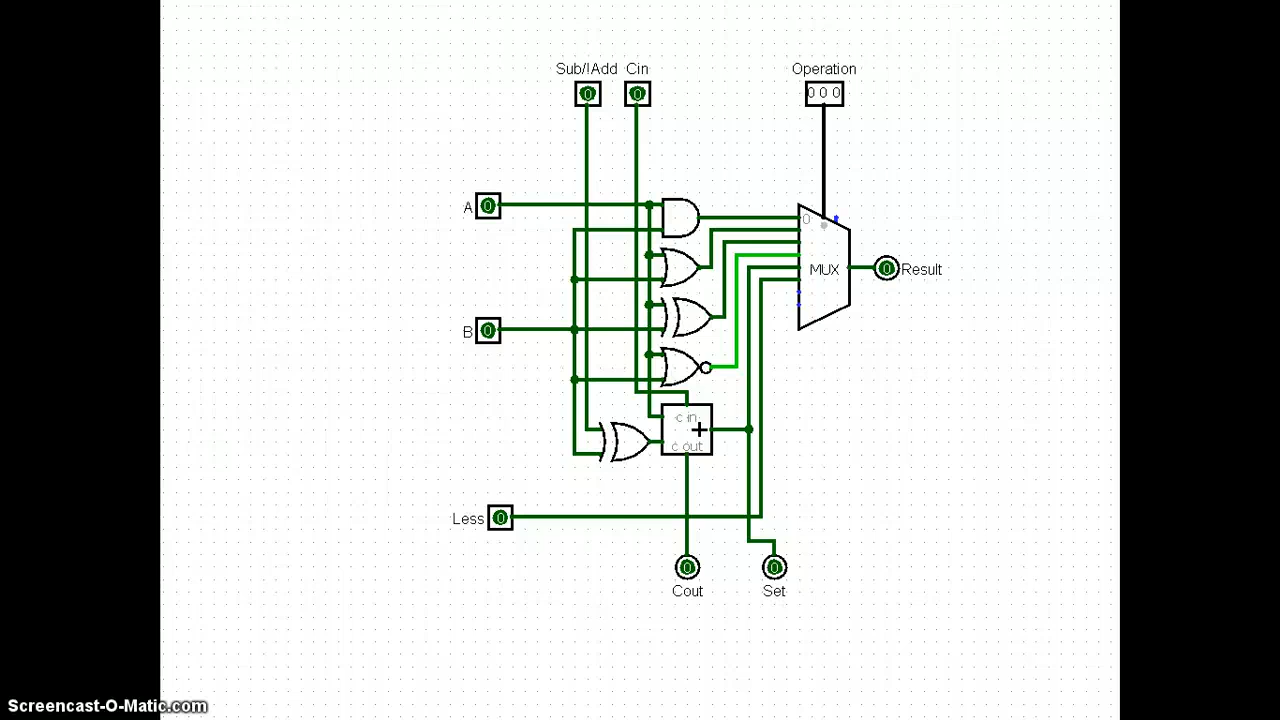 Sub/!Add Cin Operation
0 0 000
A 0
0
B 0
MUX 0 Result
c in
+
c out
Less 0
0 0
Cout Set
Screencast-O-Matic.com